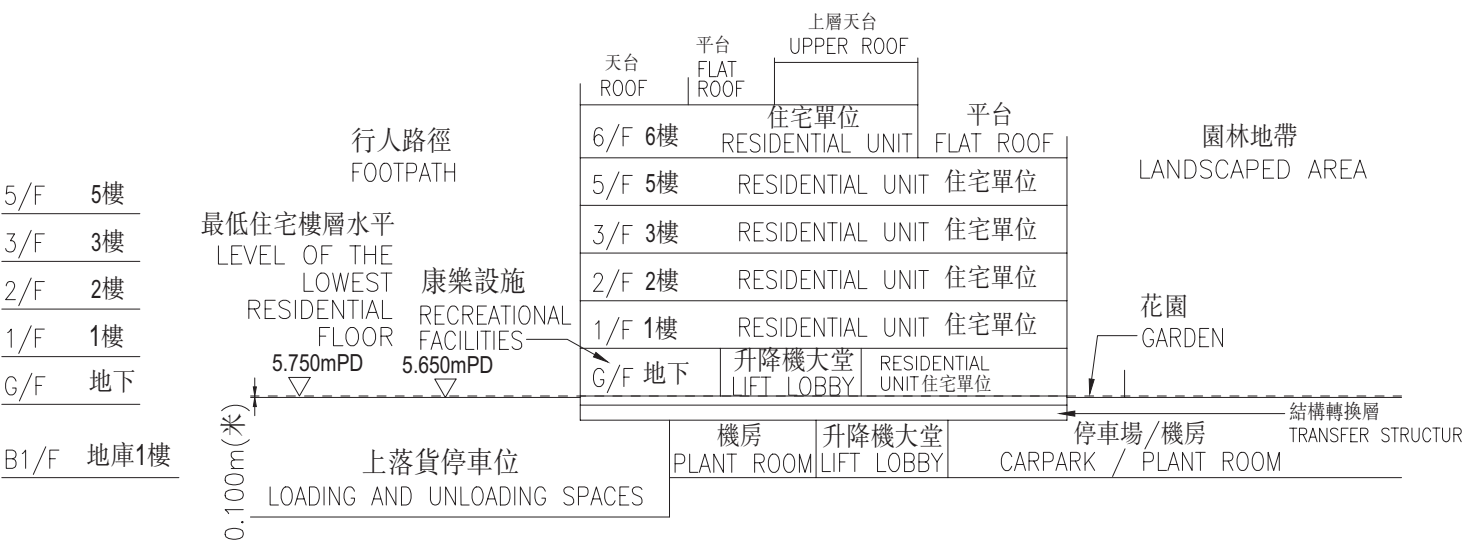 上層天台
UPPER ROOF
平台
FLAT
ROOF
天台
ROOF
6/F 6樓
住宅單位
RESIDENTIAL UNIT
平台
FLAT ROOF
行人路徑
FOOTPATH
園林地帶
LANDSCAPED AREA
5/F 5樓
5/F 5樓 RESIDENTIAL UNIT 住宅單位
3/F 3樓
3/F 3樓 RESIDENTIAL UNIT 住宅單位
2/F 2樓
2/F 2樓 RESIDENTIAL UNIT 住宅單位
1/F 1樓
1/F 1樓 RESIDENTIAL UNIT 住宅單位
最低住宅樓層水平
LEVEL OF THE
LOWEST
RESIDENTIAL
FLOOR
5.750mPD
康樂設施
RECREATIONAL
FACILITIES
5.650mPD
花園
GARDEN
G/F 地下
G/F 地下
升降機大堂
LIFT LOBBY
RESIDENTIAL
UNIT住宅單位
結構轉換層
TRANSFER STRUCTUR
0.100m(米)
B1/F 地庫1樓
上落貨停車位
LOADING AND UNLOADING SPACES
機房
PLANT ROOM
升降機大堂
LIFT LOBBY
停車場/機房
CARPARK / PLANT ROOM